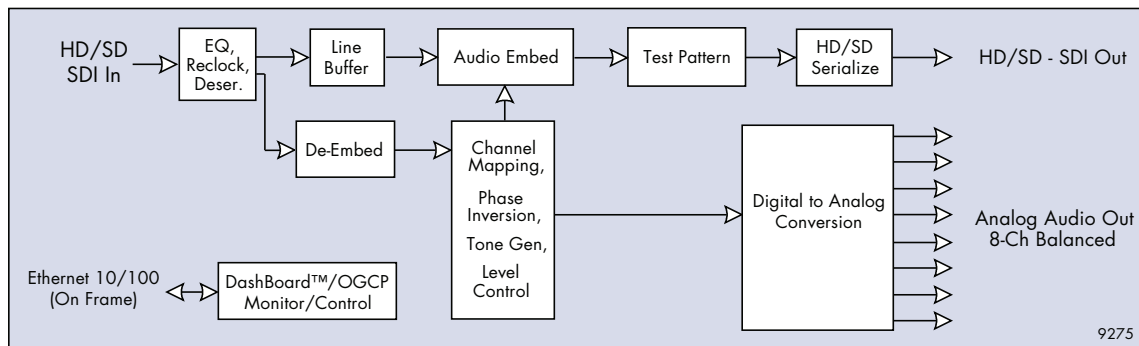 HD/SD
SDI In
EQ,
Reclock,
Deser.
Line
Buffer
Audio Embed
Test Pattern
HD/SD
Serialize
HD/SD - SDI Out
De-Embed
Channel
Mapping,
Phase
Inversion,
Tone Gen,
Level
Control
Digital to Analog
Conversion
Analog Audio Out
8-Ch Balanced
Ethernet 10/100
(On Frame)
DashBoard™/OGCP
Monitor/Control
9275